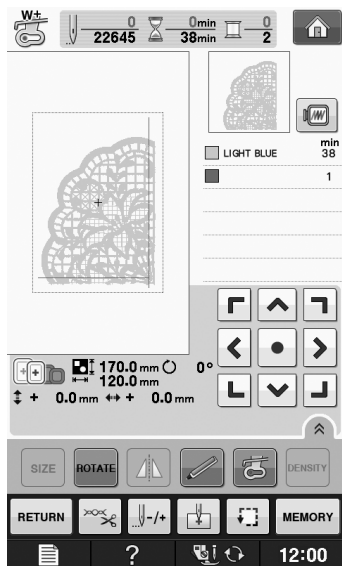 W+
0 0min 0
22645 38min 2
min
LIGHT BLUE 38
1
170.0 mm 0°
120.0 mm
+ 0.0 mm + 0.0 mm
SIZE ROTATE DENSITY
RETURN -/+ MEMORY
? 12:00